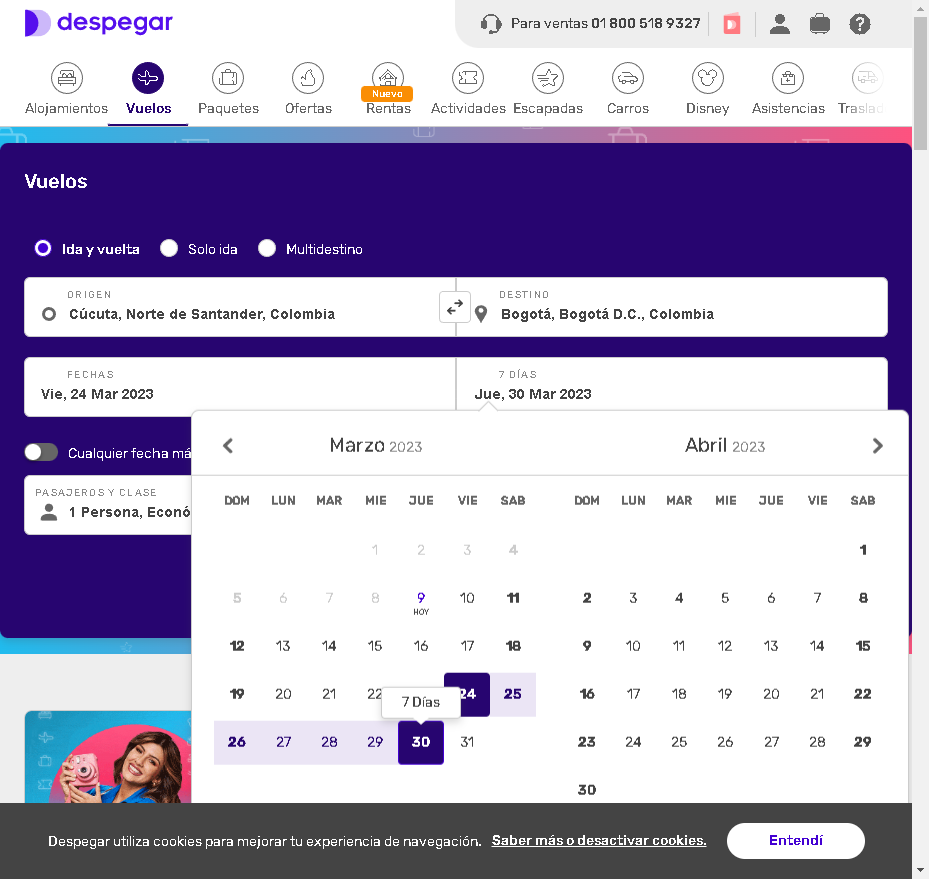 despegar
Para ventas 01 800 518 9327
Alojamientos
Vuelos
Paquetes
Ofertas
Nuevo
Rentas
Actividades
Escapadas
Carros
Disney
Asistencias
Traslad
Vuelos
Ida y vuelta
Solo ida
Multidestino
ORIGEN
Cúcuta, Norte de Santander, Colombia
DESTINO
Bogotá, Bogotá D.C., Colombia
FECHAS
Vie, 24 Mar 2023
7 DÍAS
Jue, 30 Mar 2023
Cualquier fecha má
PASAJEROS Y CLASE
1 Persona, Econó
Marzo 2023
DOM LUN MAR MIE JUE VIE SAB
1 2 3 4
5 6 7 8 9 10 11
HOY
12 13 14 15 16 17 18
19 20 21 22 24 25
7 Días
26 27 28 29 30 31
Abril 2023
DOM LUN MAR MIE JUE VIE SAB
1
2 3 4 5 6 7 8
9 10 11 12 13 14 15
16 17 18 19 20 21 22
23 24 25 26 27 28 29
30
Despegar utiliza cookies para mejorar tu experiencia de navegación. Saber más o desactivar cookies.
Entendí